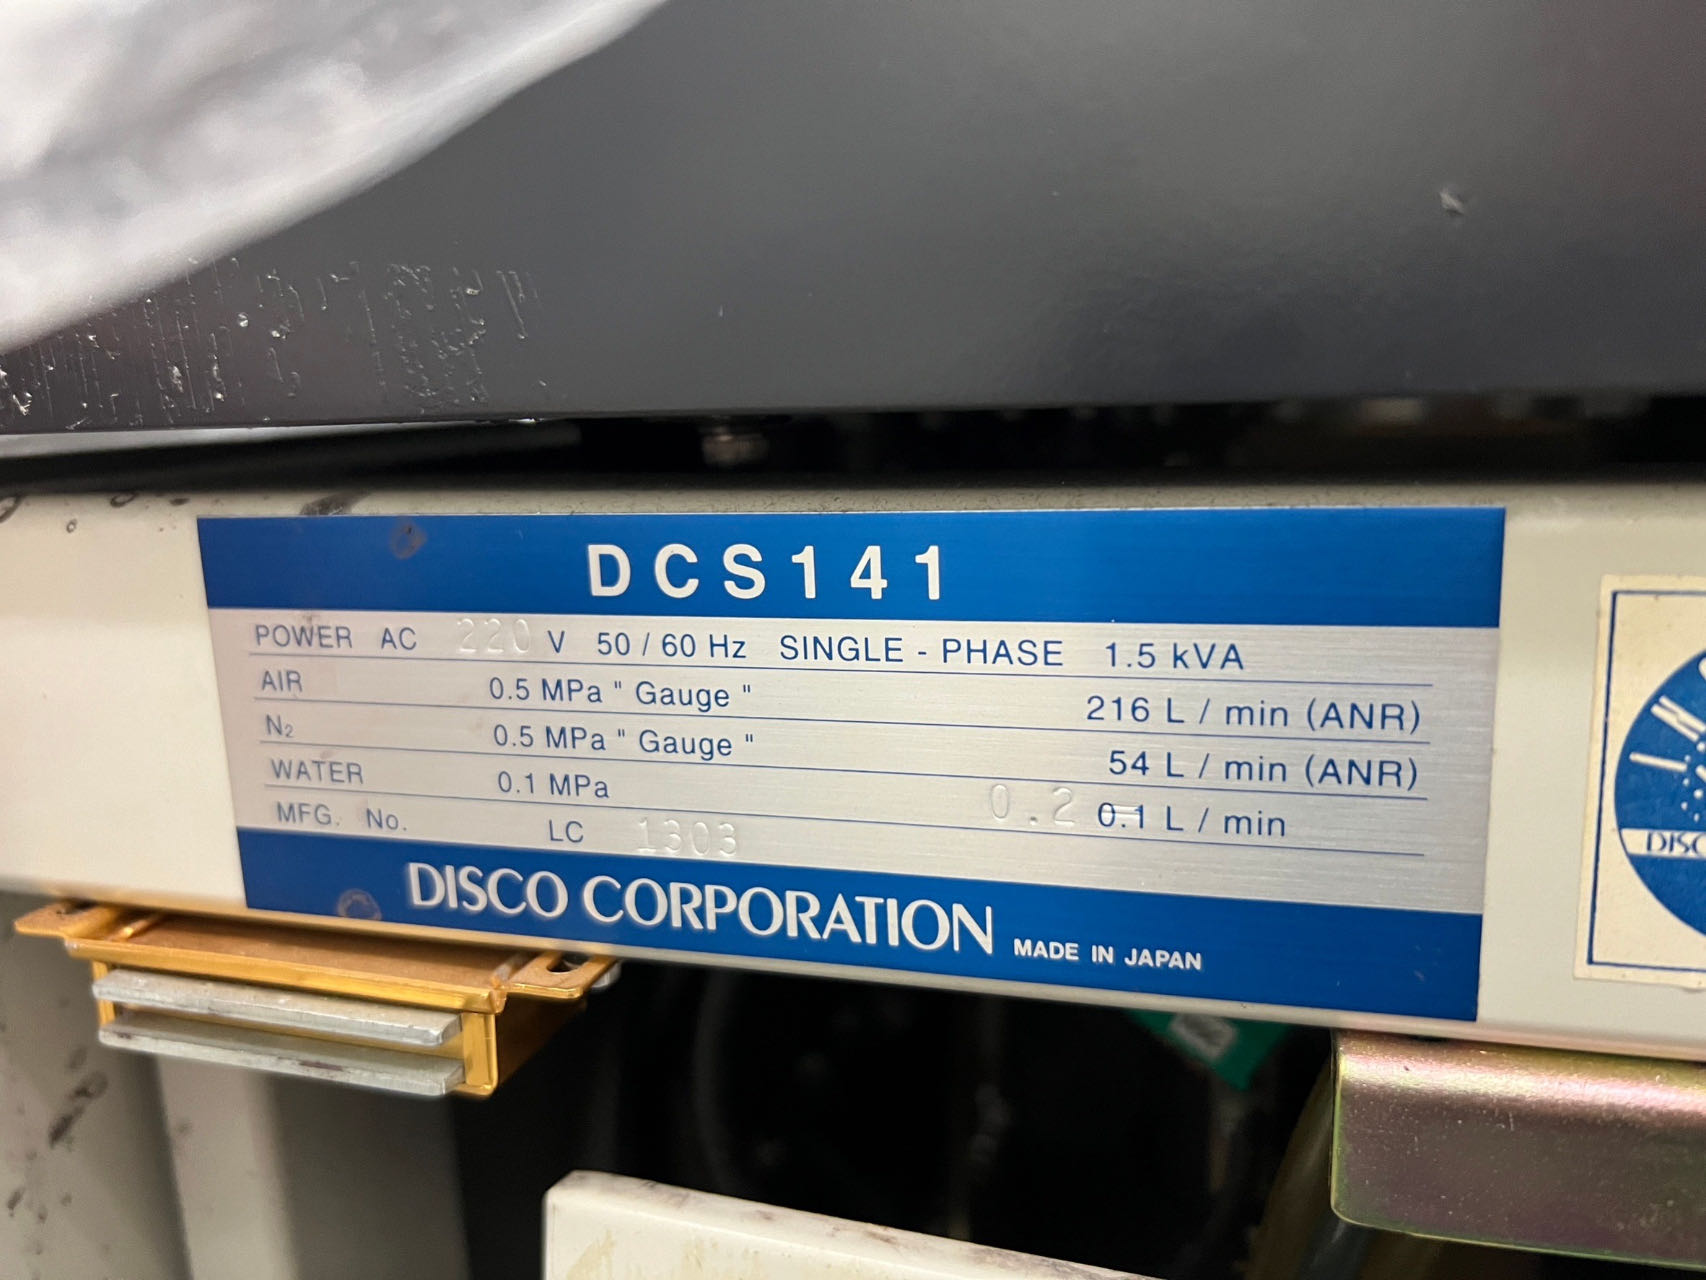 DCS141
POWER AC 220 V 50 / 60 Hz SINGLE - PHASE 1.5 kVA
AIR 0.5 MPa " Gauge " 216 L / min (ANR)
N₂ 0.5 MPa " Gauge " 54 L / min (ANR)
WATER 0.1 MPa 0.2 0.1 L / min
MFG. No. LC 1303
DISCO CORPORATION MADE IN JAPAN